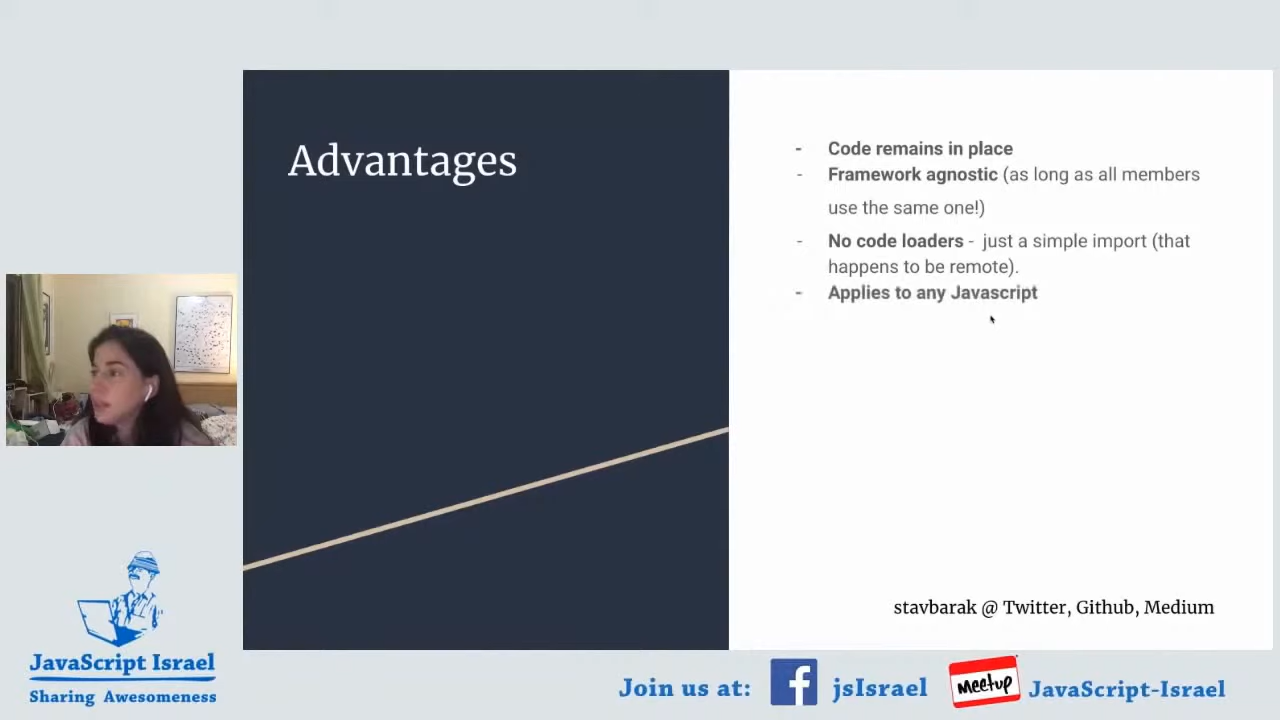 Advantages
- Code remains in place
- Framework agnostic (as long as all members
use the same one!)
- No code loaders - just a simple import (that
happens to be remote).
- Applies to any Javascript
stavbarak @ Twitter, Github, Medium
JavaScript Israel
Sharing Awesomeness
Join us at: f jsIsrael Meetup JavaScript-Israel